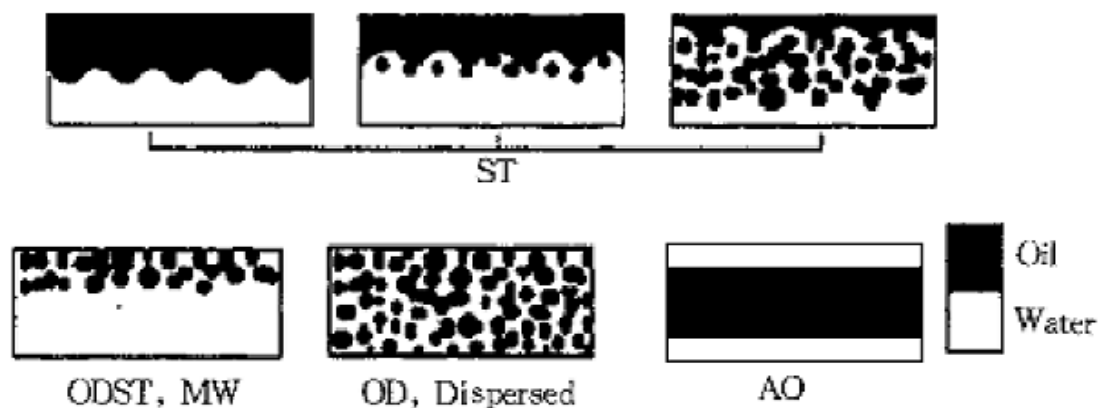 ST
Oil
Water
ODST, MW
OD, Dispersed
AO